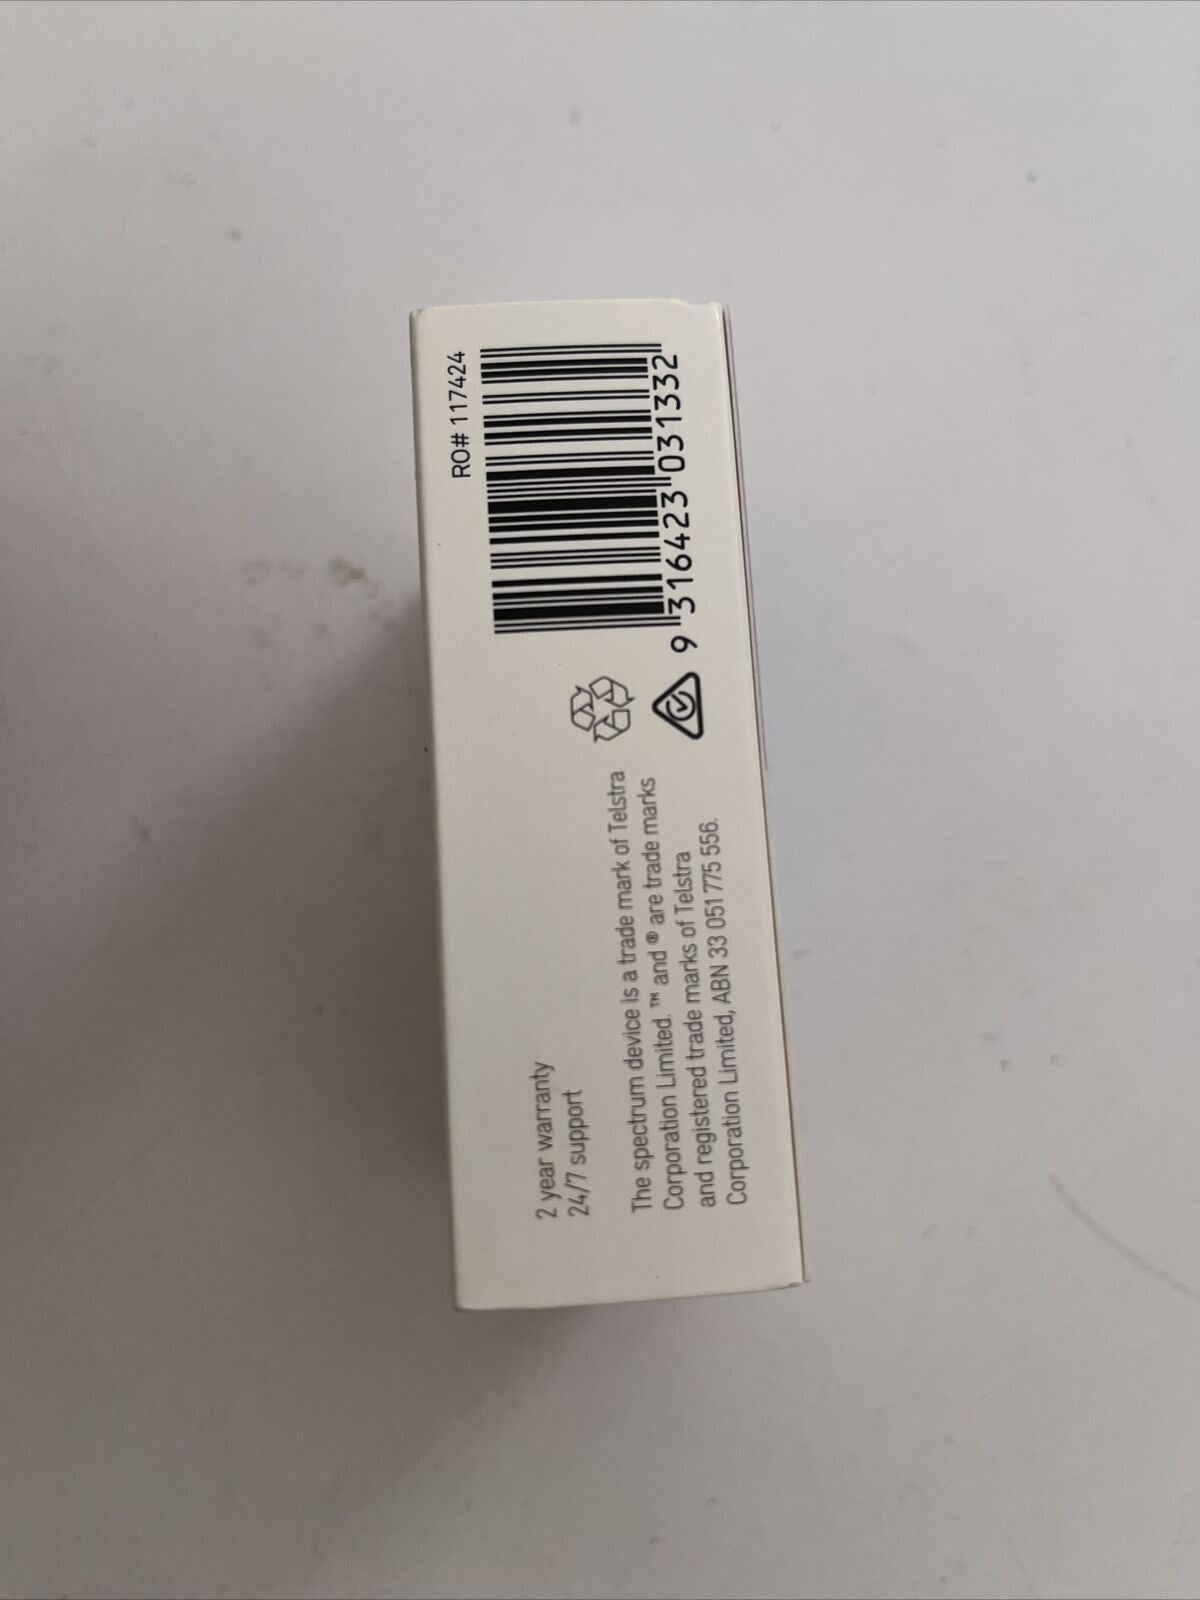 2 year warranty
24/7 support
The spectrum device is a trade mark of Telstra
Corporation Limited. ™ and ® are trade marks
and registered trade marks of Telstra
Corporation Limited, ABN 33 051 775 556.
RO# 117424
9 316423 031332